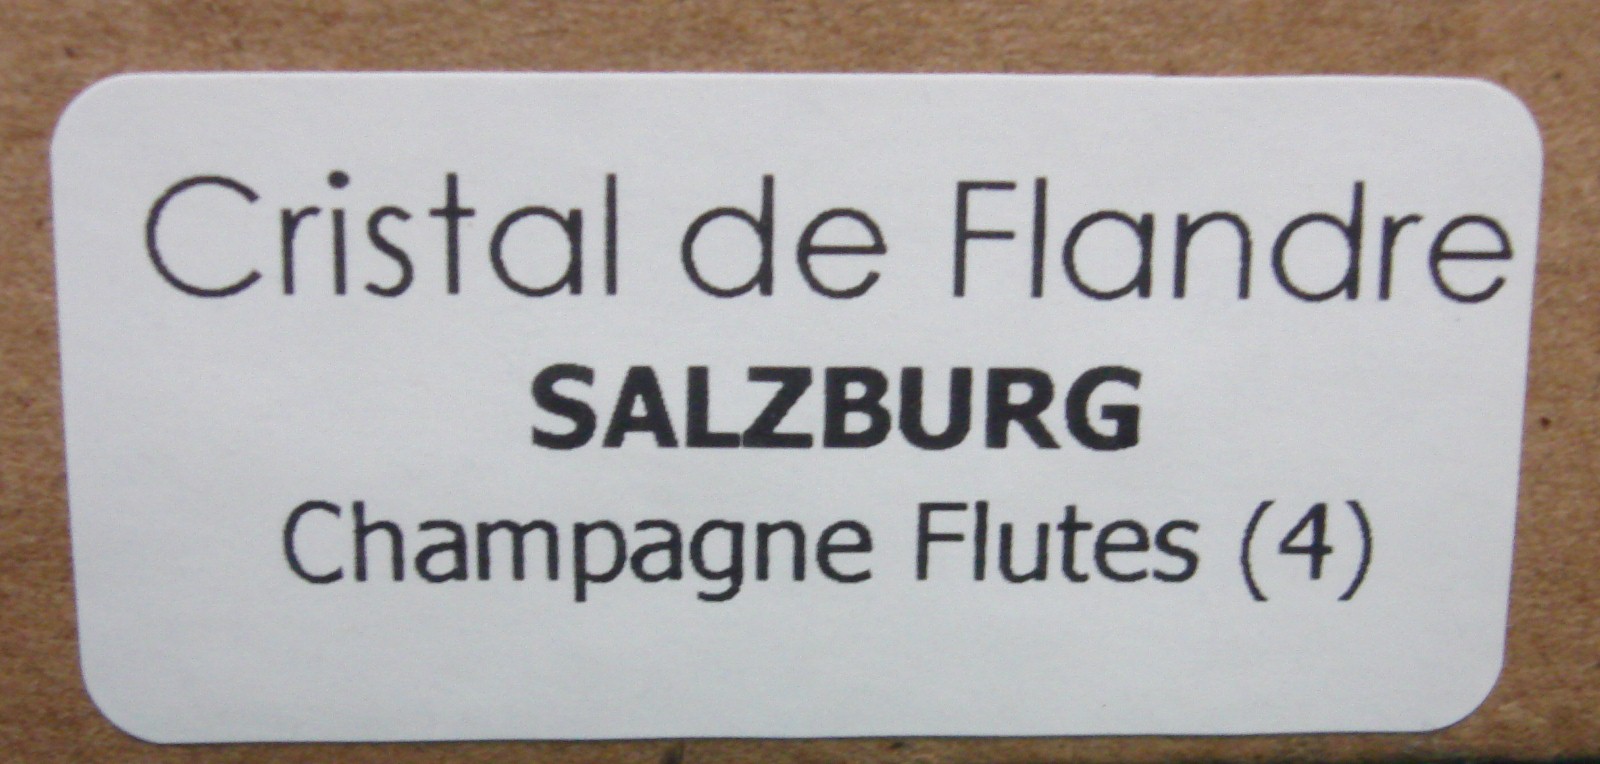 Cristal de Flandre
SALZBURG
Champagne Flutes (4)